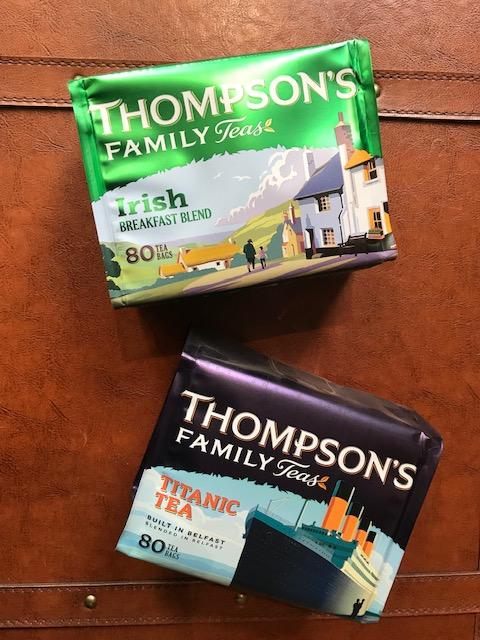 THOMPSON'S
FAMILY Teas
Irish
BREAKFAST BLEND
80 TEA
BAGS
THOMPSON'S
FAMILY Teas
TITANIC
TEA
BUILT IN BELFAST
BLENDED IN BELFAST
80 TEA
BAGS